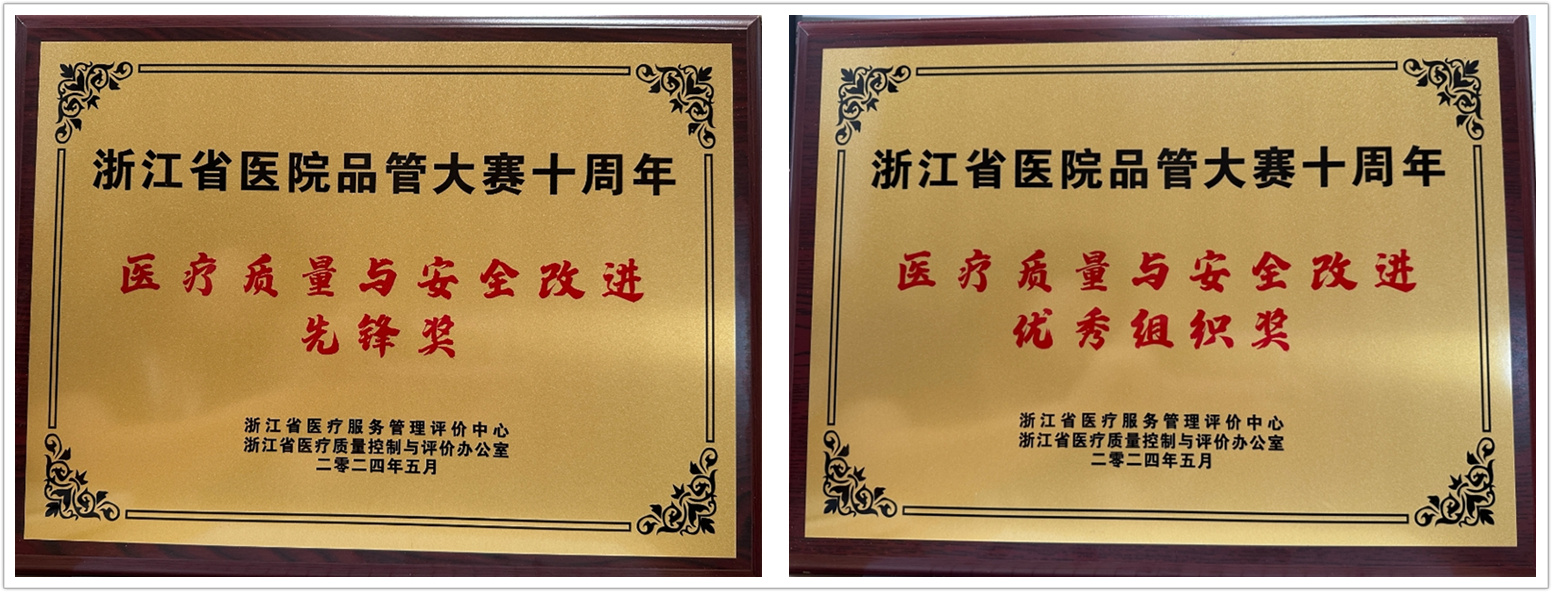 浙江省医院品管大赛十周年
医疗质量与安全改进
先锋奖
浙江省医疗服务管理评价中心
浙江省医疗质量控制与评价办公室
二零二四年五月
浙江省医院品管大赛十周年
医疗质量与安全改进
优秀组织奖
浙江省医疗服务管理评价中心
浙江省医疗质量控制与评价办公室
二零二四年五月